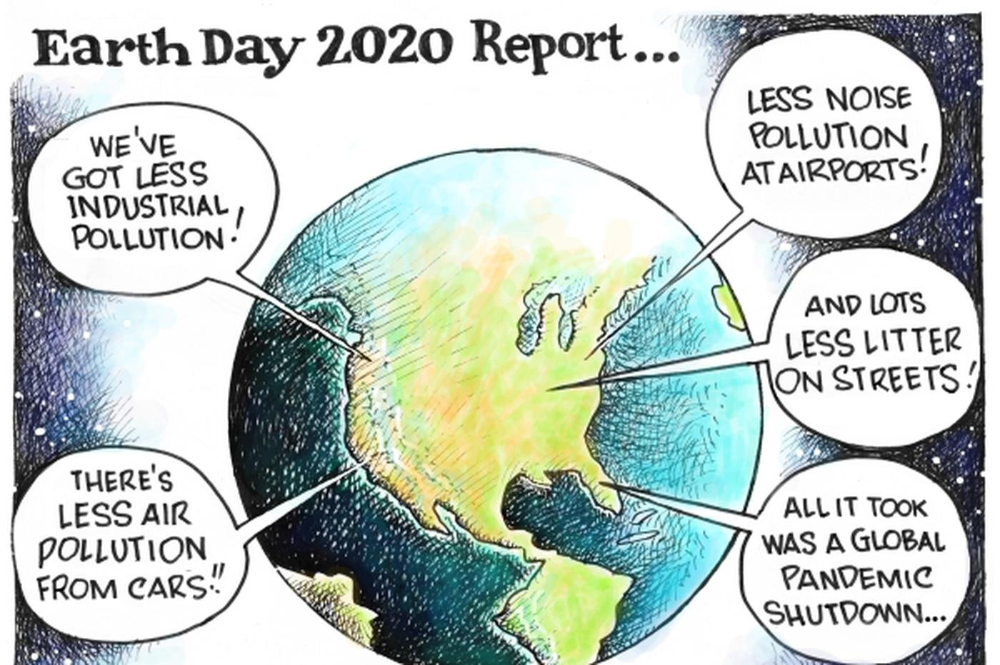 Earth Day 2020 Report...
WE'VE
GOT LESS
INDUSTRIAL
POLLUTION!
THERE'S
LESS AIR
POLLUTION
FROM CARS!!
LESS NOISE
POLLUTION
AT AIRPORTS!
AND LOTS
LESS LITTER
ON STREETS!
ALL IT TOOK
WAS A GLOBAL
PANDEMIC
SHUTDOWN...